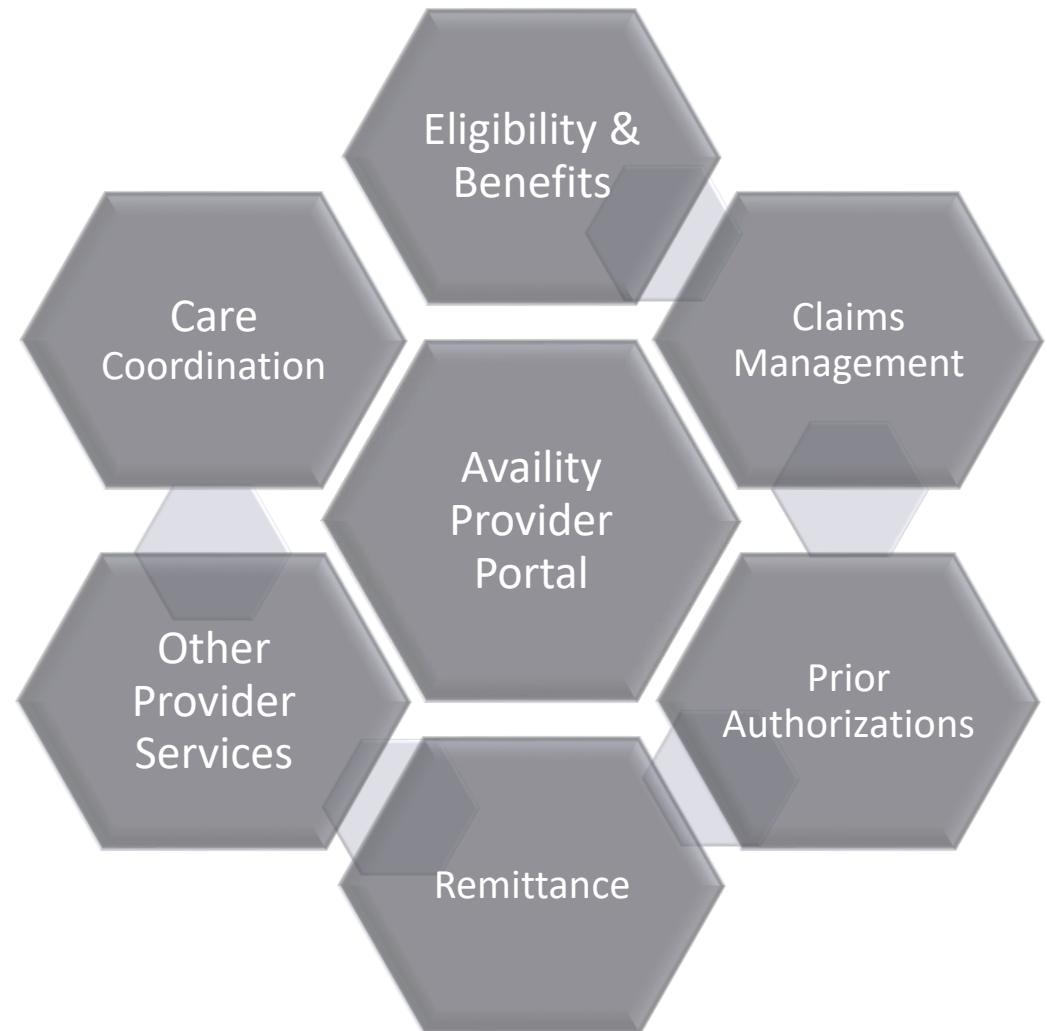 Eligibility &
Benefits
Care
Coordination
Claims
Management
Availity
Provider
Portal
Other
Provider
Services
Prior
Authorizations
Remittance